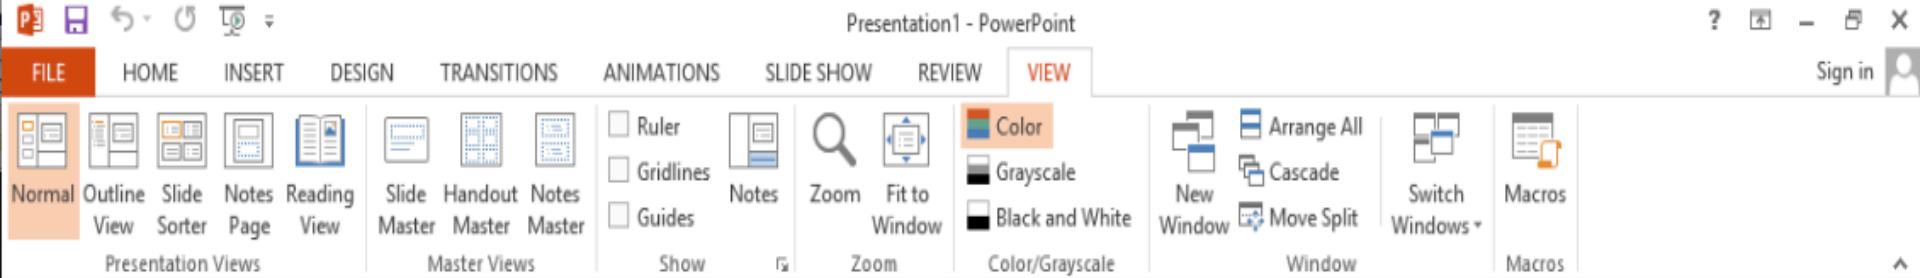 Presentation1 - PowerPoint
?
FILE HOME INSERT DESIGN TRANSITIONS ANIMATIONS SLIDE SHOW REVIEW VIEW Sign in
Normal
Outline
View
Slide
Sorter
Notes
Page
Reading
View
Presentation Views
Slide
Master
Handout
Master
Notes
Master
Master Views
Ruler
Gridlines
Guides
Notes
Show
Zoom
Fit to
Window
Zoom
Color
Grayscale
Black and White
Color/Grayscale
New
Window
Arrange All
Cascade
Move Split
Switch
Windows
Window
Macros
Macros